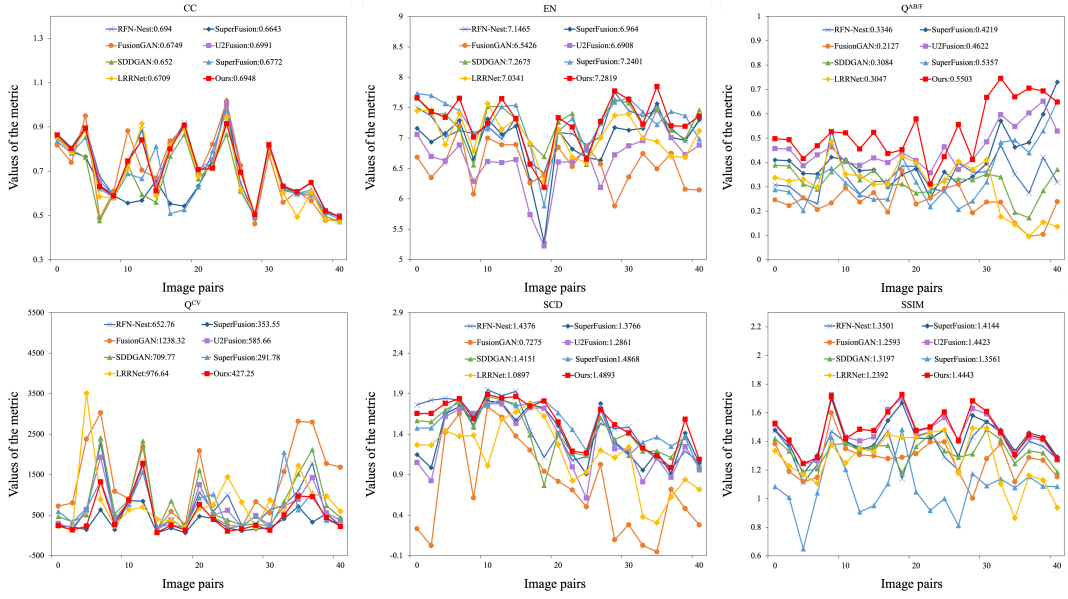 CC
RFN-Nest:0.694 SuperFusion:0.6643
FusionGAN:0.6749 U2Fusion:0.6991
SDDGAN:0.652 SuperFusion:0.6772
LRRNet:0.6709 Ours:0.6948
Values of the metric
1.3
1.1
0.9
0.7
0.5
0.3
0 10 20 30 40
Image pairs
EN
RFN-Nest:7.1465 SuperFusion:6.964
FusionGAN:6.5426 U2Fusion:6.6908
SDDGAN:7.2675 SuperFusion:7.2401
LRRNet:7.0341 Ours:7.2819
Values of the metric
9
8.5
8
7.5
7
6.5
6
5.5
5
0 10 20 30 40
Image pairs
Q^AB/F
RFN-Nest:0.3346 SuperFusion:0.4219
FusionGAN:0.2127 U2Fusion:0.4622
SDDGAN:0.3084 SuperFusion:0.5357
LRRNet:0.3047 Ours:0.5503
Values of the metric
1
0.9
0.8
0.7
0.6
0.5
0.4
0.3
0.2
0.1
0
0 10 20 30 40
Image pairs
Q^CV
RFN-Nest:652.76 SuperFusion:353.55
FusionGAN:1238.32 U2Fusion:585.66
SDDGAN:709.77 SuperFusion:291.78
LRRNet:976.64 Ours:427.25
Values of the metric
5500
4500
3500
2500
1500
500
-500
0 10 20 30 40
Image pairs
SCD
RFN-Nest:1.4376 SuperFusion:1.3766
FusionGAN:0.7275 U2Fusion:1.2861
SDDGAN:1.4151 SuperFusion:1.4868
LRRNet:1.0897 Ours:1.4893
Values of the metric
2.9
2.4
1.9
1.4
0.9
0.4
-0.1
0 10 20 30 40
Image pairs
SSIM
RFN-Nest:1.3501 SuperFusion:1.4144
FusionGAN:1.2593 U2Fusion:1.4423
SDDGAN:1.3197 SuperFusion:1.3561
LRRNet:1.2392 Ours:1.4443
Values of the metric
2.2
2
1.8
1.6
1.4
1.2
1
0.8
0.6
0 10 20 30 40
Image pairs